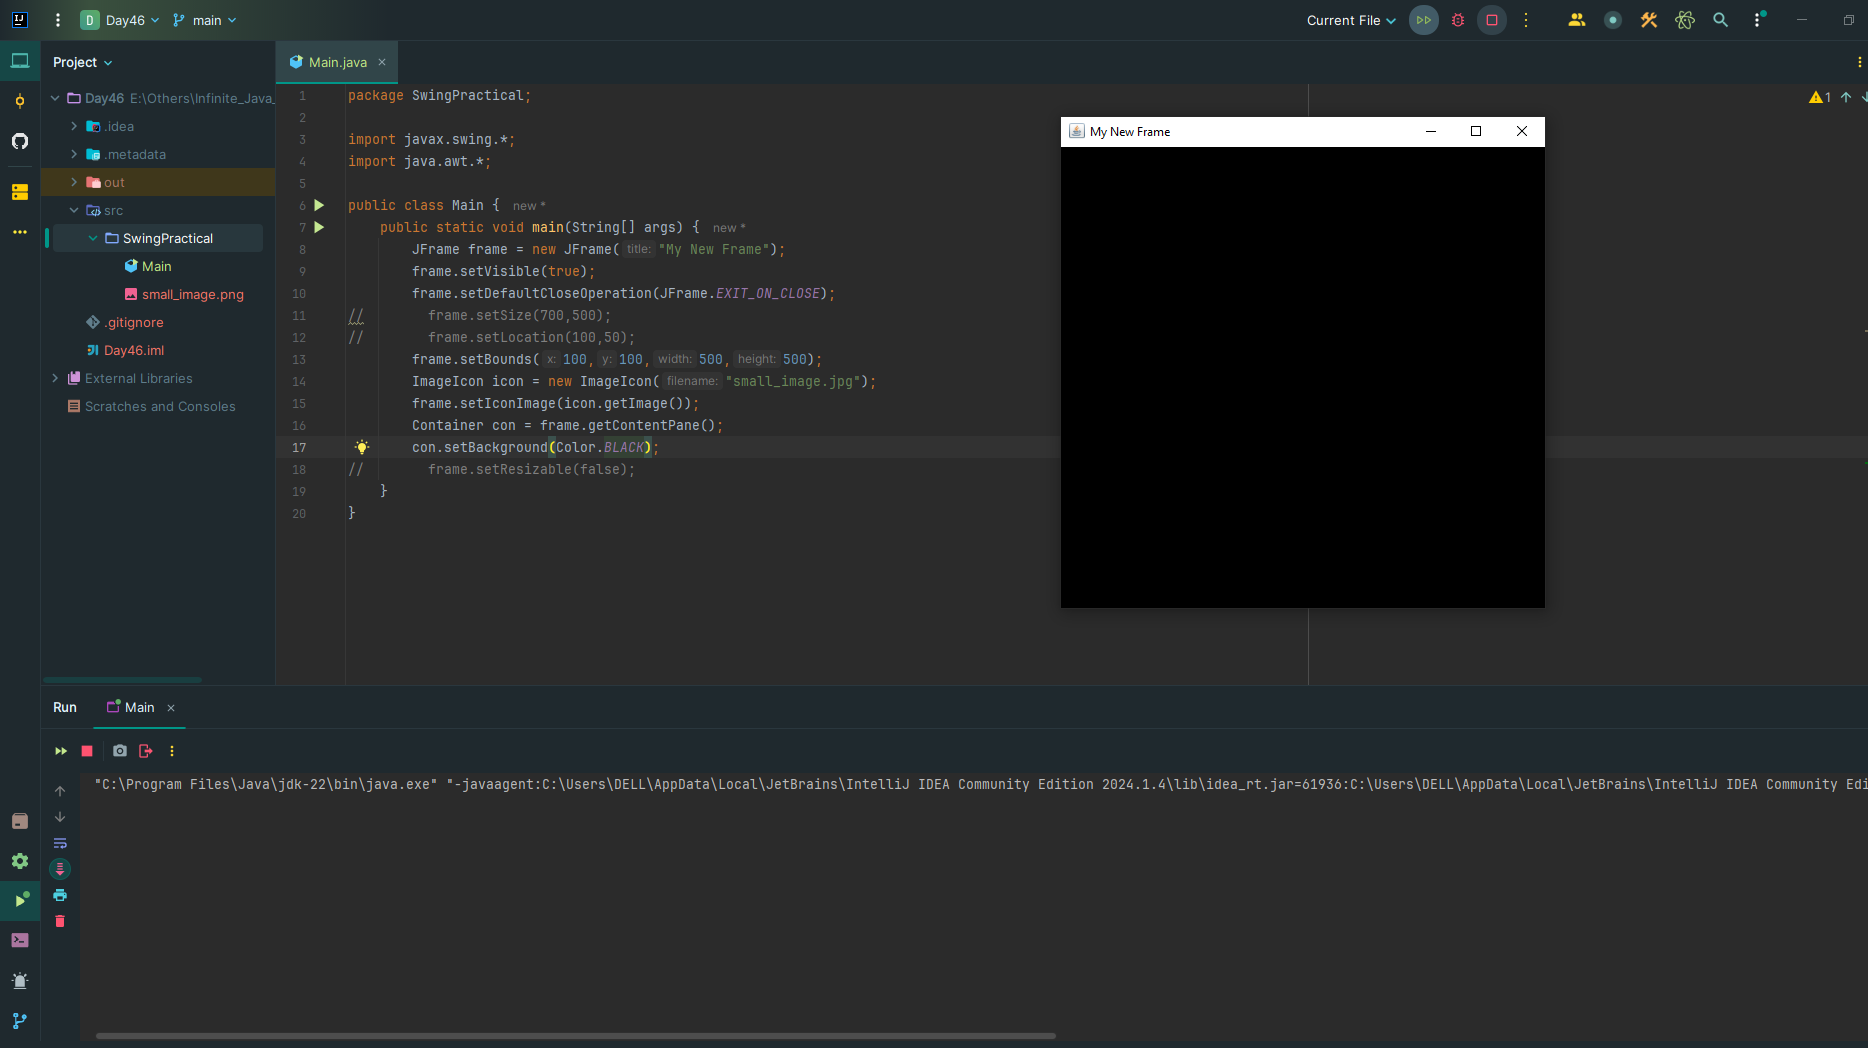 Day46 main Current File
Project Main.java
Day46 E:\Others\Infinite_Java_
.idea
.metadata
out
src
SwingPractical
Main
small_image.png
.gitignore
Day46.iml
External Libraries
Scratches and Consoles
1 package SwingPractical;
2
3 import javax.swing.*;
4 import java.awt.*;
5
6 public class Main { new *
7 public static void main(String[] args) { new *
8 JFrame frame = new JFrame( title: "My New Frame");
9 frame.setVisible(true);
10 frame.setDefaultCloseOperation(JFrame.EXIT_ON_CLOSE);
11 // frame.setSize(700,500);
12 // frame.setLocation(100,50);
13 frame.setBounds( x: 100, y: 100, width: 500, height: 500);
14 ImageIcon icon = new ImageIcon( filename: "small_image.jpg");
15 frame.setIconImage(icon.getImage());
16 Container con = frame.getContentPane();
17 con.setBackground(Color.BLACK);
18 // frame.setResizable(false);
19 }
20 }
1
My New Frame
Run Main
"C:\Program Files\Java\jdk-22\bin\java.exe" "-javaagent:C:\Users\DELL\AppData\Local\JetBrains\IntelliJ IDEA Community Edition 2024.1.4\lib\idea_rt.jar=61936:C:\Users\DELL\AppData\Local\JetBrains\IntelliJ IDEA Community Edi